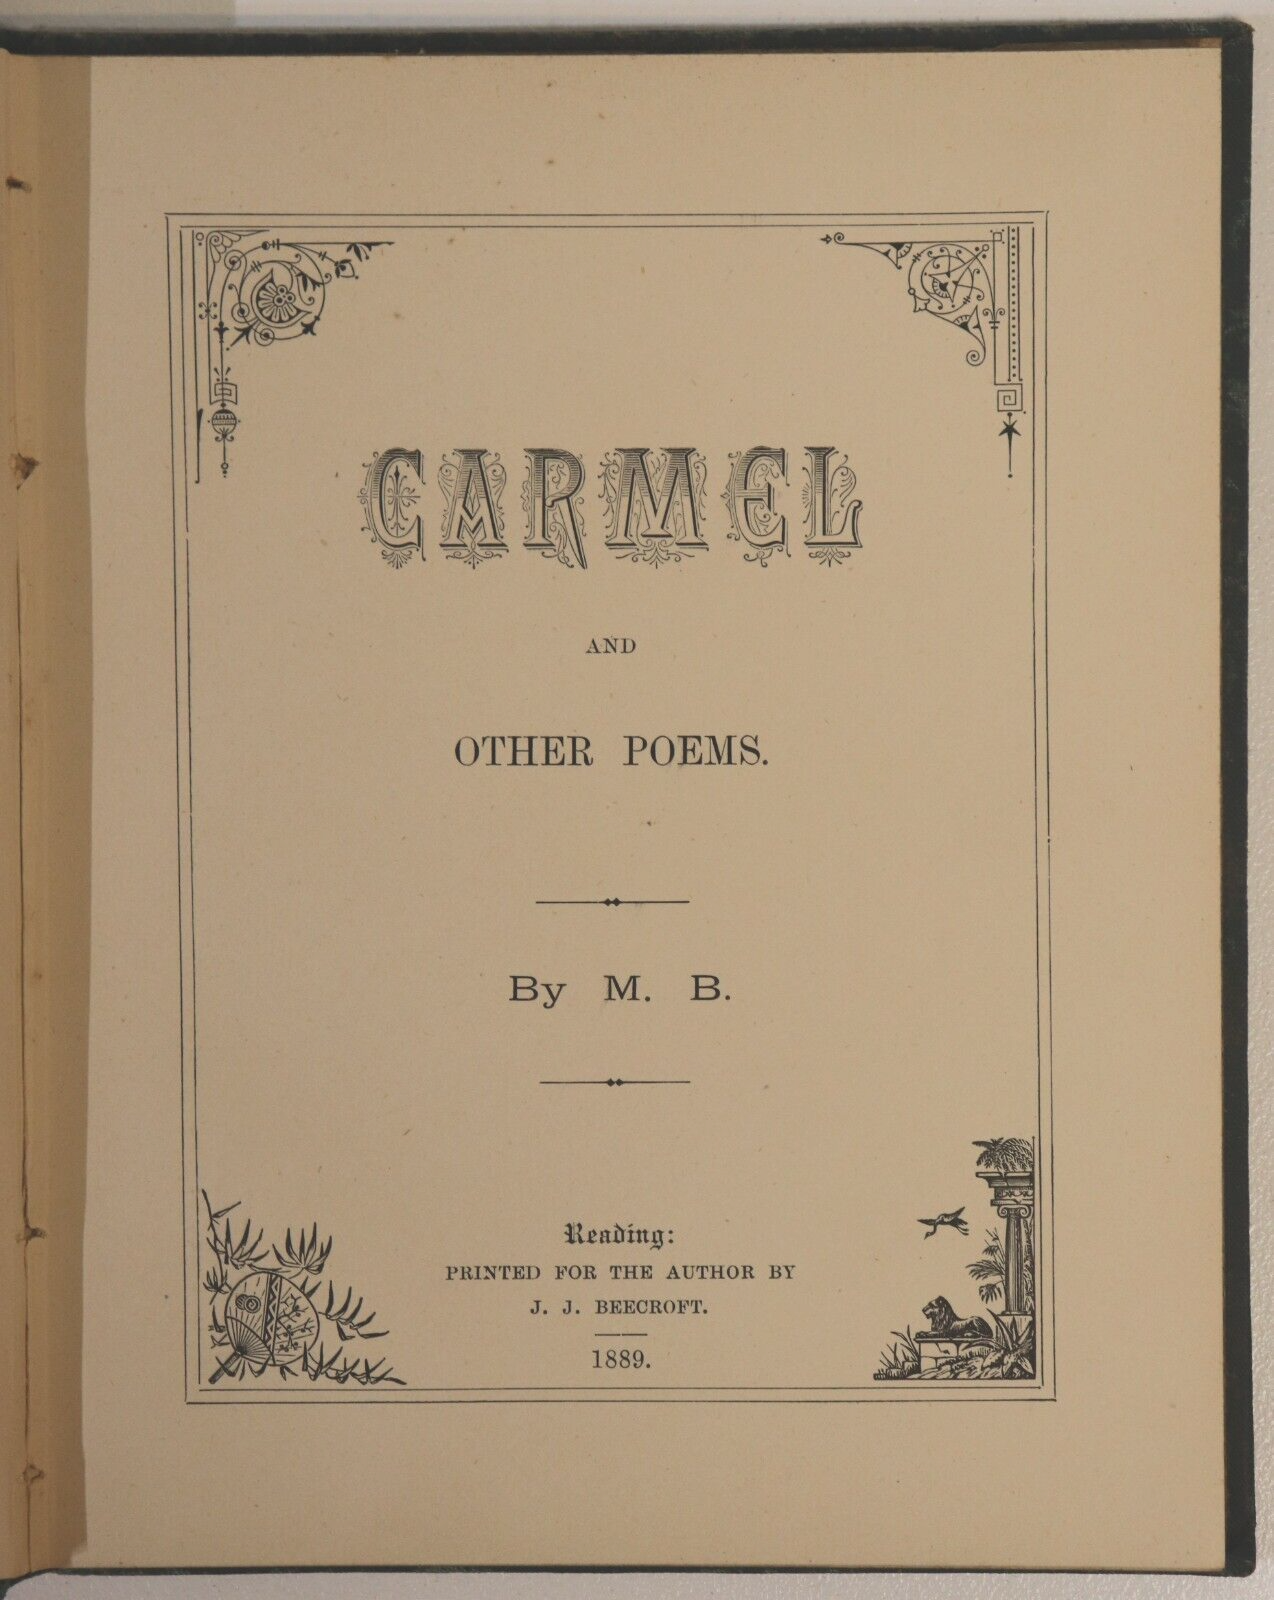 CARMEL
AND
OTHER POEMS.
By M. B.
Reading:
PRINTED FOR THE AUTHOR BY
J. J. BEECROFT.
1889.